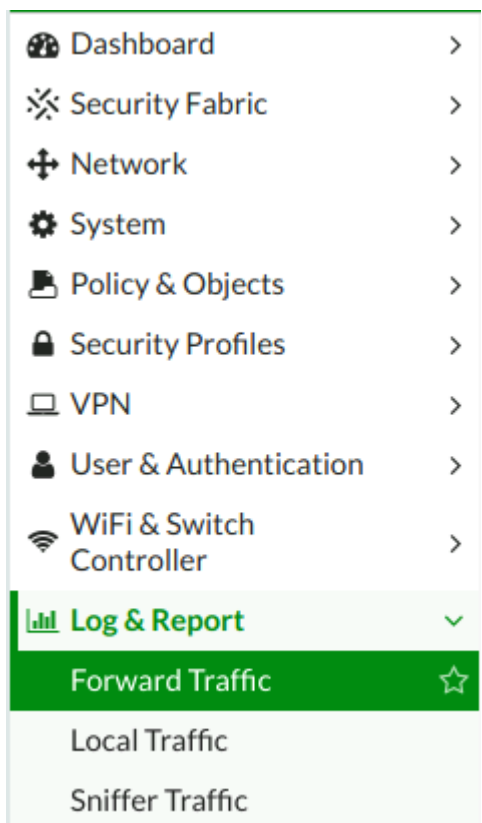 Dashboard
Security Fabric
Network
System
Policy & Objects
Security Profiles
VPN
User & Authentication
WiFi & Switch
Controller
Log & Report
Forward Traffic
Local Traffic
Sniffer Traffic